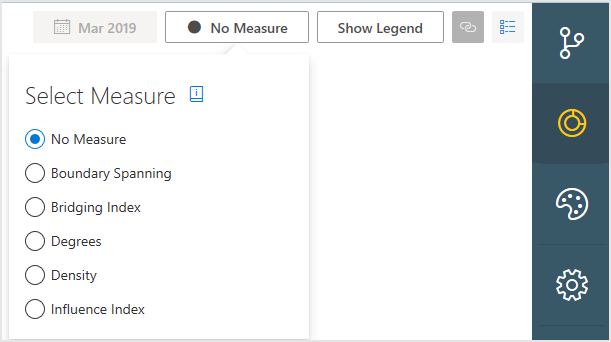 Mar 2019
No Measure
Show Legend
Select Measure
No Measure
Boundary Spanning
Bridging Index
Degrees
Density
Influence Index